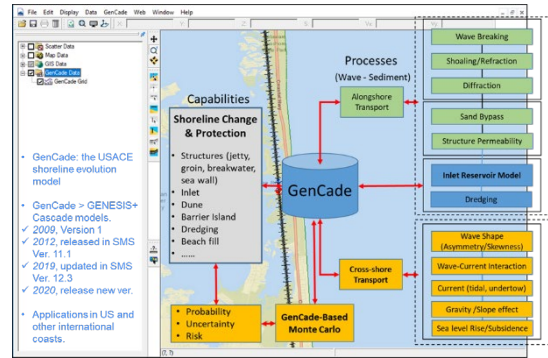 File Edit Display Data GenCade Web Window Help
Scatter Data
Map Data
GIS Data
GenCade Data
GenCade Grid
• GenCade: the USACE
shoreline evolution
model
• GenCade > GENESIS+
Cascade models.
✓ 2009, Version 1
✓ 2012, released in SMS
Ver. 11.1
✓ 2019, updated in SMS
Ver. 12.3
✓ 2020, release new ver.
• Applications in US and
other international
coasts.
Capabilities
Shoreline Change
& Protection
• Structures (jetty,
groin, breakwater,
sea wall)
• Inlet
• Dune
• Barrier Island
• Dredging
• Beach fill
• ......
• Probability
• Uncertainty
• Risk
GenCade-Based
Monte Carlo
GenCade
Processes
(Wave - Sediment)
Alongshore
Transport
Cross-shore
Transport
Wave Breaking
Shoaling/Refraction
Diffraction
Sand Bypass
Structure Permeability
Inlet Reservoir Model
Dredging
Wave Shape
(Asymmetry/Skewness)
Wave-Current Interaction
Current (tidal, undertow)
Gravity / Slope effect
Sea level Rise/Subsidence